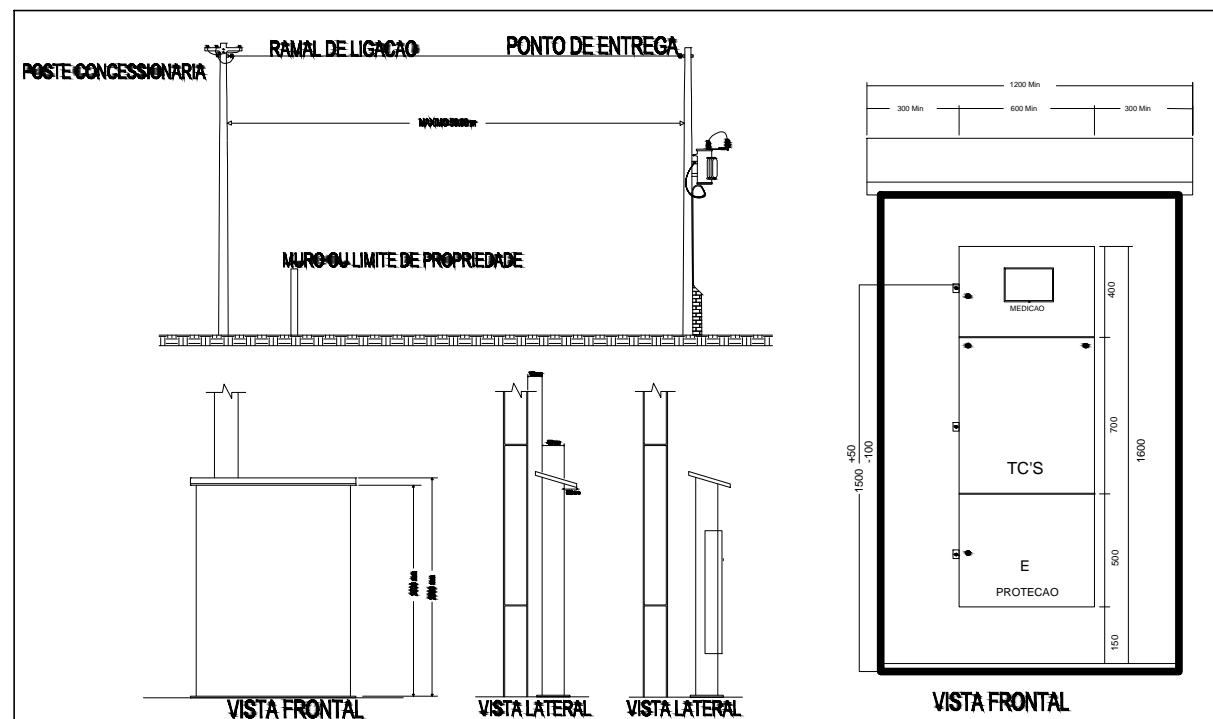 RAMAL DE LIGACAO
PONTO DE ENTREGA
POSTE CONCESSIONARIA
MURO OU LIMITE DE PROPRIEDADE
1200 Min
300 Min
600 Min
300 Min
MEDICAO
400
TC'S
700
1600
+50
-100
1500
E
PROTECAO
500
150
VISTA FRONTAL
VISTA LATERAL
VISTA LATERAL
VISTA FRONTAL